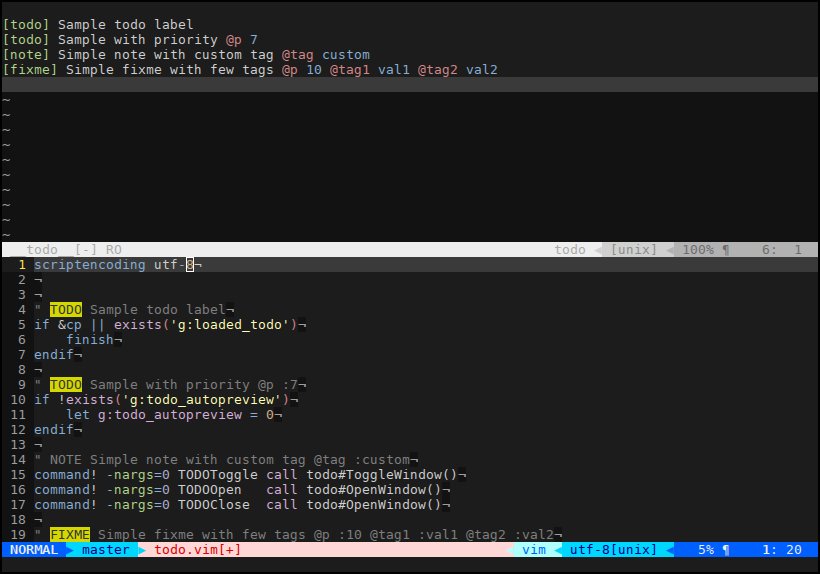 [todo] Sample todo label
[todo] Sample with priority @p 7
[note] Simple note with custom tag @tag custom
[fixme] Simple fixme with few tags @p 10 @tag1 val1 @tag2 val2
~
~
~
~
~
~
~
~
~
~
__todo__[-] RO todo ◀ [unix] ◀ 100% ¶ 6: 1
1 scriptencoding utf-8¬
2 ¬
3 ¬
4 " TODO Sample todo label¬
5 if &cp || exists('g:loaded_todo')¬
6     finish¬
7 endif¬
8 ¬
9 " TODO Sample with priority @p :7¬
10 if !exists('g:todo_autopreview')¬
11     let g:todo_autopreview = 0¬
12 endif¬
13 ¬
14 " NOTE Simple note with custom tag @tag :custom¬
15 command! -nargs=0 TODOToggle call todo#ToggleWindow()¬
16 command! -nargs=0 TODOOpen   call todo#OpenWindow()¬
17 command! -nargs=0 TODOClose  call todo#OpenWindow()¬
18 ¬
19 " FIXME Simple fixme with few tags @p :10 @tag1 :val1 @tag2 :val2¬
NORMAL ▶ master ▶ todo.vim[+] ◀ vim ◀ utf-8[unix] ◀ 5% ¶ 1: 20